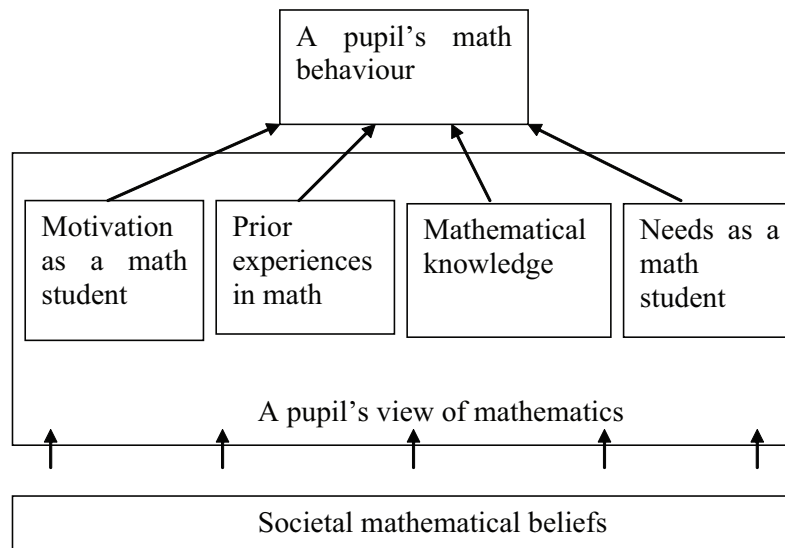 A pupil’s math
behaviour
Motivation
as a math
student
Prior
experiences
in math
Mathematical
knowledge
Needs as a
math
student
A pupil’s view of mathematics
Societal mathematical beliefs